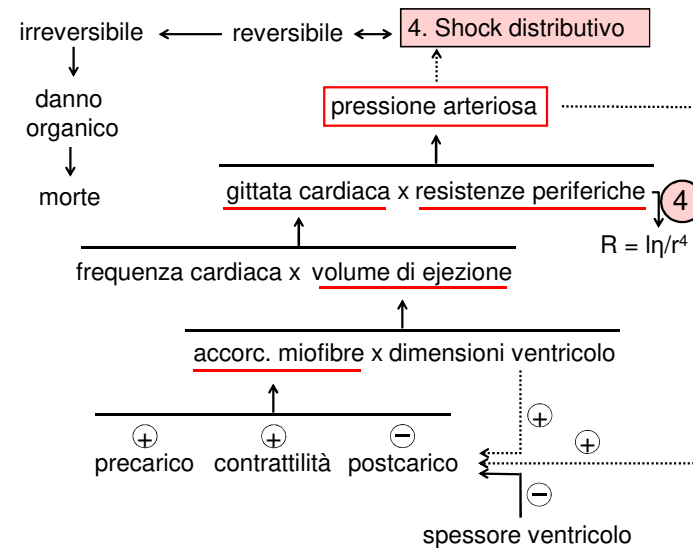 irreversibile ← reversibile ↔ 4. Shock distributivo
danno
organico
pressione arteriosa
morte
gittata cardiaca x resistenze periferiche
4
R = lη/r⁴
frequenza cardiaca x volume di ejezione
accorc. miofibre x dimensioni ventricolo
+
+ + − +
precarico contrattilità postcarico
−
spessore ventricolo